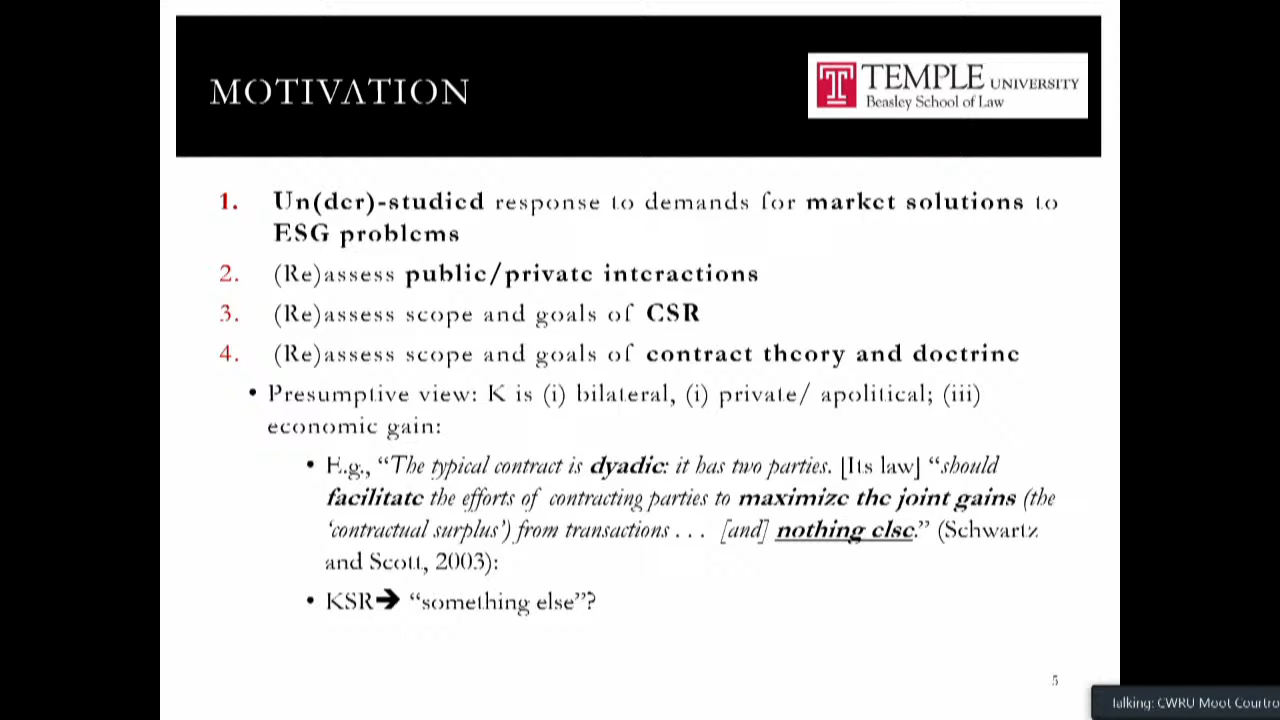 MOTIVATION
TEMPLE UNIVERSITY
Beasley School of Law
1. Un(der)-studied response to demands for market solutions to
ESG problems
2. (Re)assess public/private interactions
3. (Re)assess scope and goals of CSR
4. (Re)assess scope and goals of contract theory and doctrine
• Presumptive view: K is (i) bilateral, (i) private/ apolitical; (iii)
economic gain:
• E.g., “The typical contract is dyadic: it has two parties. [Its law] “should
facilitate the efforts of contracting parties to maximize the joint gains (the
‘contractual surplus’) from transactions . . . [and] nothing else.” (Schwartz
and Scott, 2003):
• KSR➔ “something else”?
5
Talking: CWRU Moot Courtro